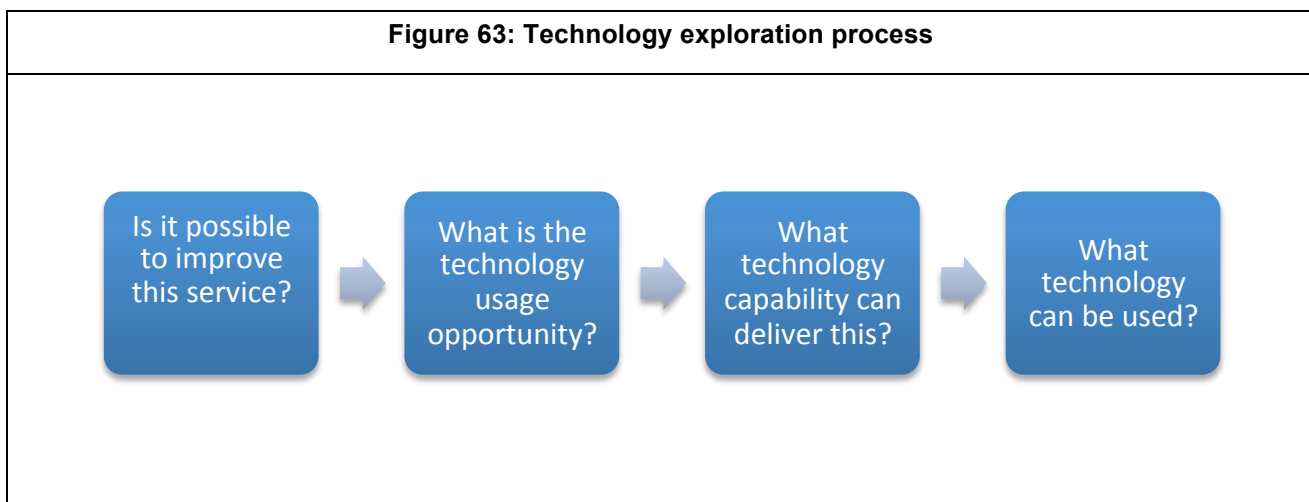 Figure 63: Technology exploration process
Is it possible
to improve
this service?
What is the
technology
usage
opportunity?
What
technology
capability can
deliver this?
What
technology
can be used?